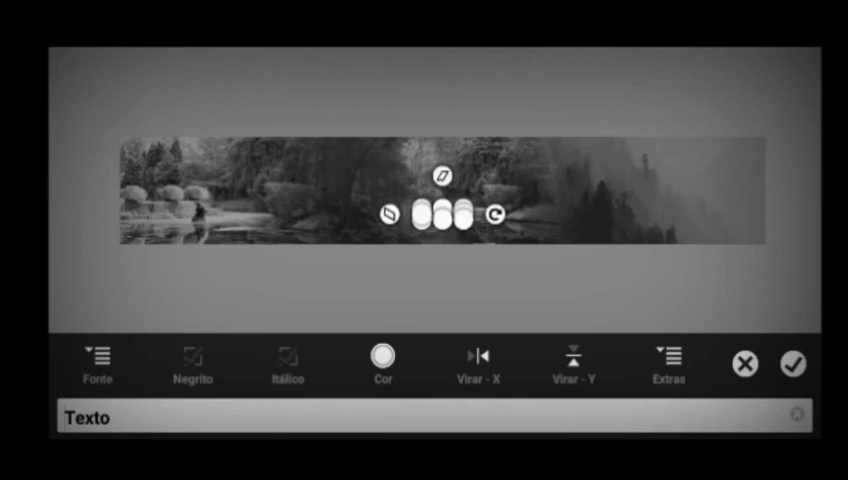 Fonte
Negrito
Itálico
Cor
Virar - X
Virar - Y
Extras
Texto